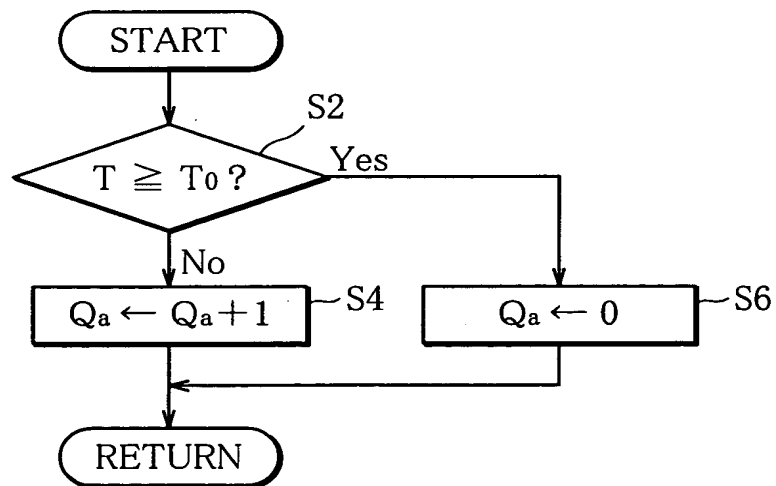 START
S2
T ≧ T₀ ?
Yes
No
Qa ← Qa + 1
S4
Qa ← 0
S6
RETURN